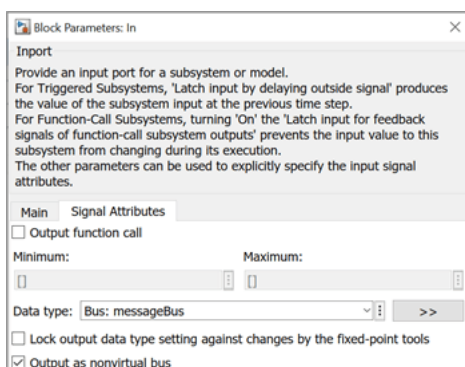 Block Parameters: In
Inport
Provide an input port for a subsystem or model.
For Triggered Subsystems, 'Latch input by delaying outside signal' produces
the value of the subsystem input at the previous time step.
For Function-Call Subsystems, turning 'On' the 'Latch input for feedback
signals of function-call subsystem outputs' prevents the input value to this
subsystem from changing during its execution.
The other parameters can be used to explicitly specify the input signal
attributes.
Main Signal Attributes
Output function call
Minimum: Maximum:
[] []
Data type: Bus: messageBus >>
Lock output data type setting against changes by the fixed-point tools
Output as nonvirtual bus